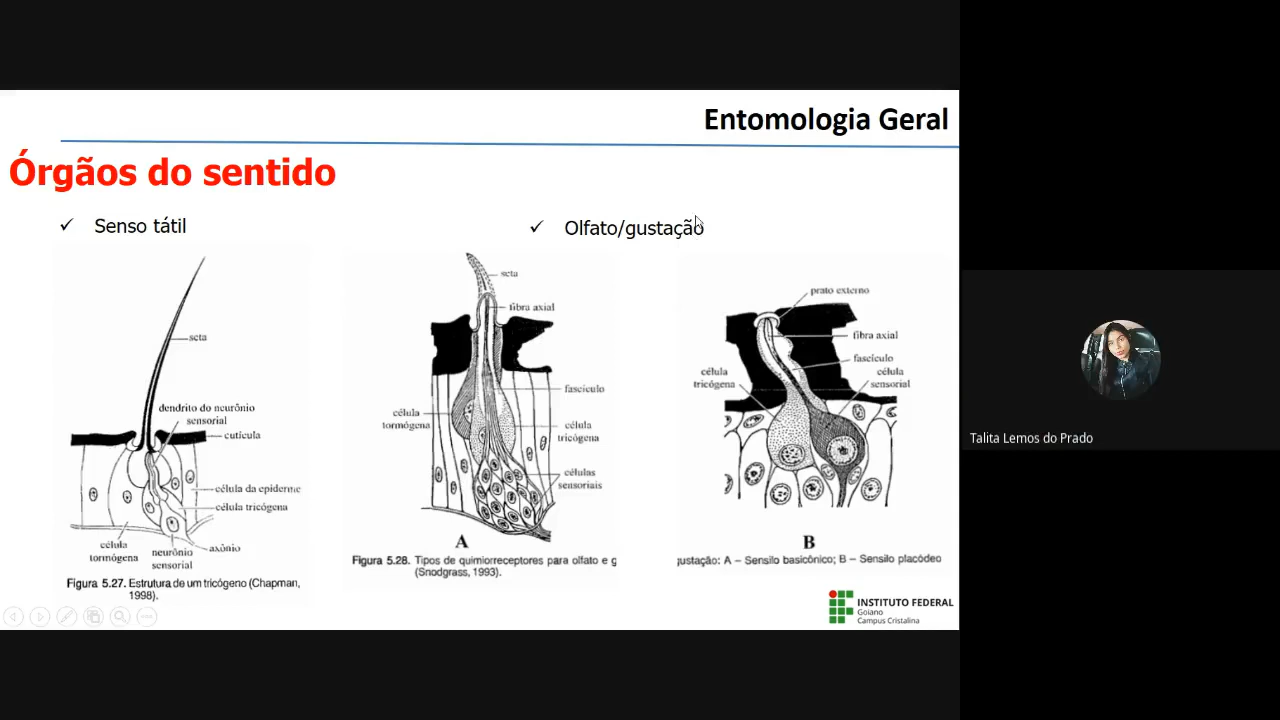 Entomologia Geral
Órgãos do sentido
✓ Senso tátil
seta
dendrito do neurônio
sensorial
cutícula
célula da epiderme
célula tricógena
axônio
célula
tormógena
neurônio
sensorial
Figura 5.27. Estrutura de um tricógeno (Chapman,
1998).
✓ Olfato/gustação
seta
fibra axial
fascículo
célula
tormógena
célula
tricógena
células
sensoriais
A
Figura 5.28. Tipos de quimiorreceptores para olfato e g
(Snodgrass, 1993).
prato externo
fibra axial
fascículo
célula
tricógena
célula
sensorial
B
gustação: A – Sensilo basicônico; B – Sensilo placódeo
INSTITUTO FEDERAL
Goiano
Campus Cristalina
Talita Lemos do Prado